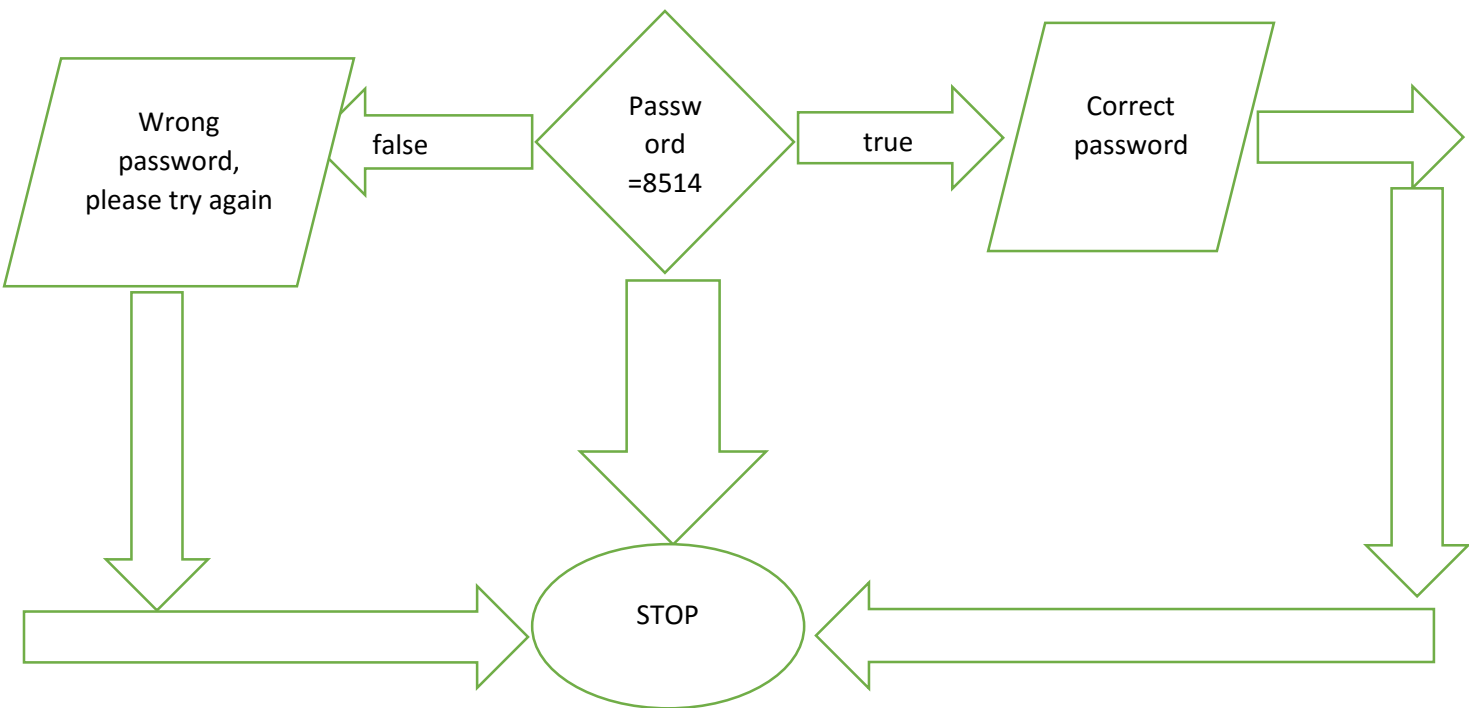 Wrong
password,
please try again
false
Passw
ord
=8514
true
Correct
password
STOP